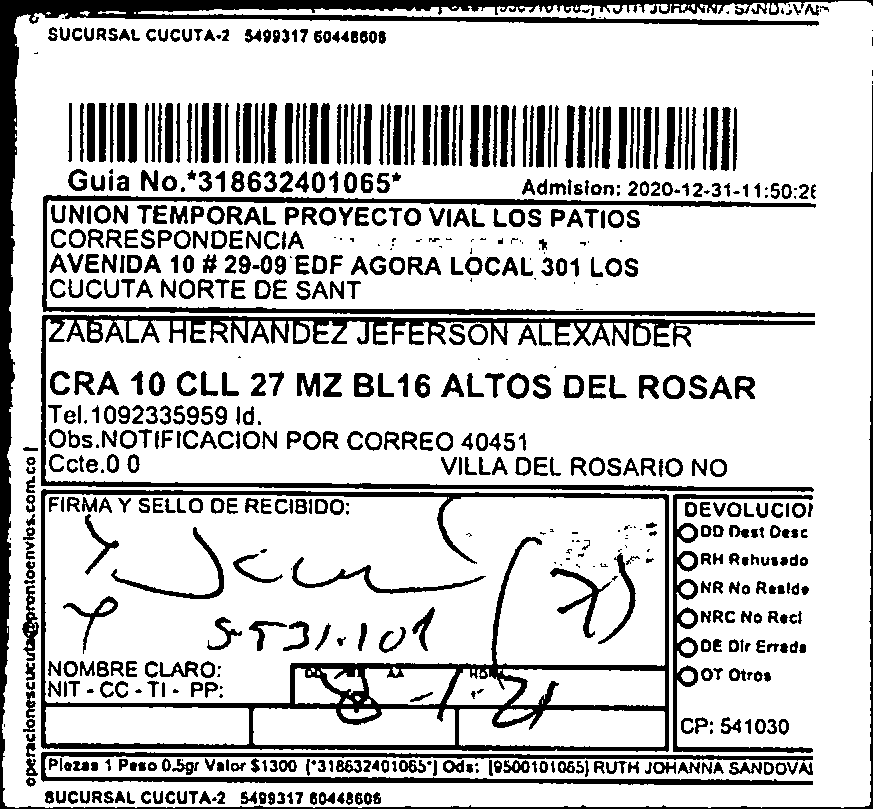 SUCURSAL CUCUTA-2 5499317 60448606
Guia No.*318632401065*
Admision: 2020-12-31-11:50:26
UNION TEMPORAL PROYECTO VIAL LOS PATIOS
CORRESPONDENCIA
AVENIDA 10 # 29-09 EDF AGORA LOCAL 301 LOS
CUCUTA NORTE DE SANT
ZABALA HERNANDEZ JEFERSON ALEXANDER
CRA 10 CLL 27 MZ BL16 ALTOS DEL ROSAR
Tel.1092335959 Id.
Obs.NOTIFICACION POR CORREO 40451
Ccte.0 0 VILLA DEL ROSARIO NO
operacionescucuta@prontoenvios.com.co |
FIRMA Y SELLO DE RECIBIDO:
5-731.101
NOMBRE CLARO:
NIT - CC - TI - PP:
DEVOLUCION
DD Dest Desc
RH Rehusado
NR No Reside
NRC No Reci
DE Dir Errada
OT Otros
CP: 541030
Piezas 1 Peso 0.5gr Valor $1300 [*318632401065*] Ods: [9500101065] RUTH JOHANNA SANDOVAL
SUCURSAL CUCUTA-2 5499317 60448606